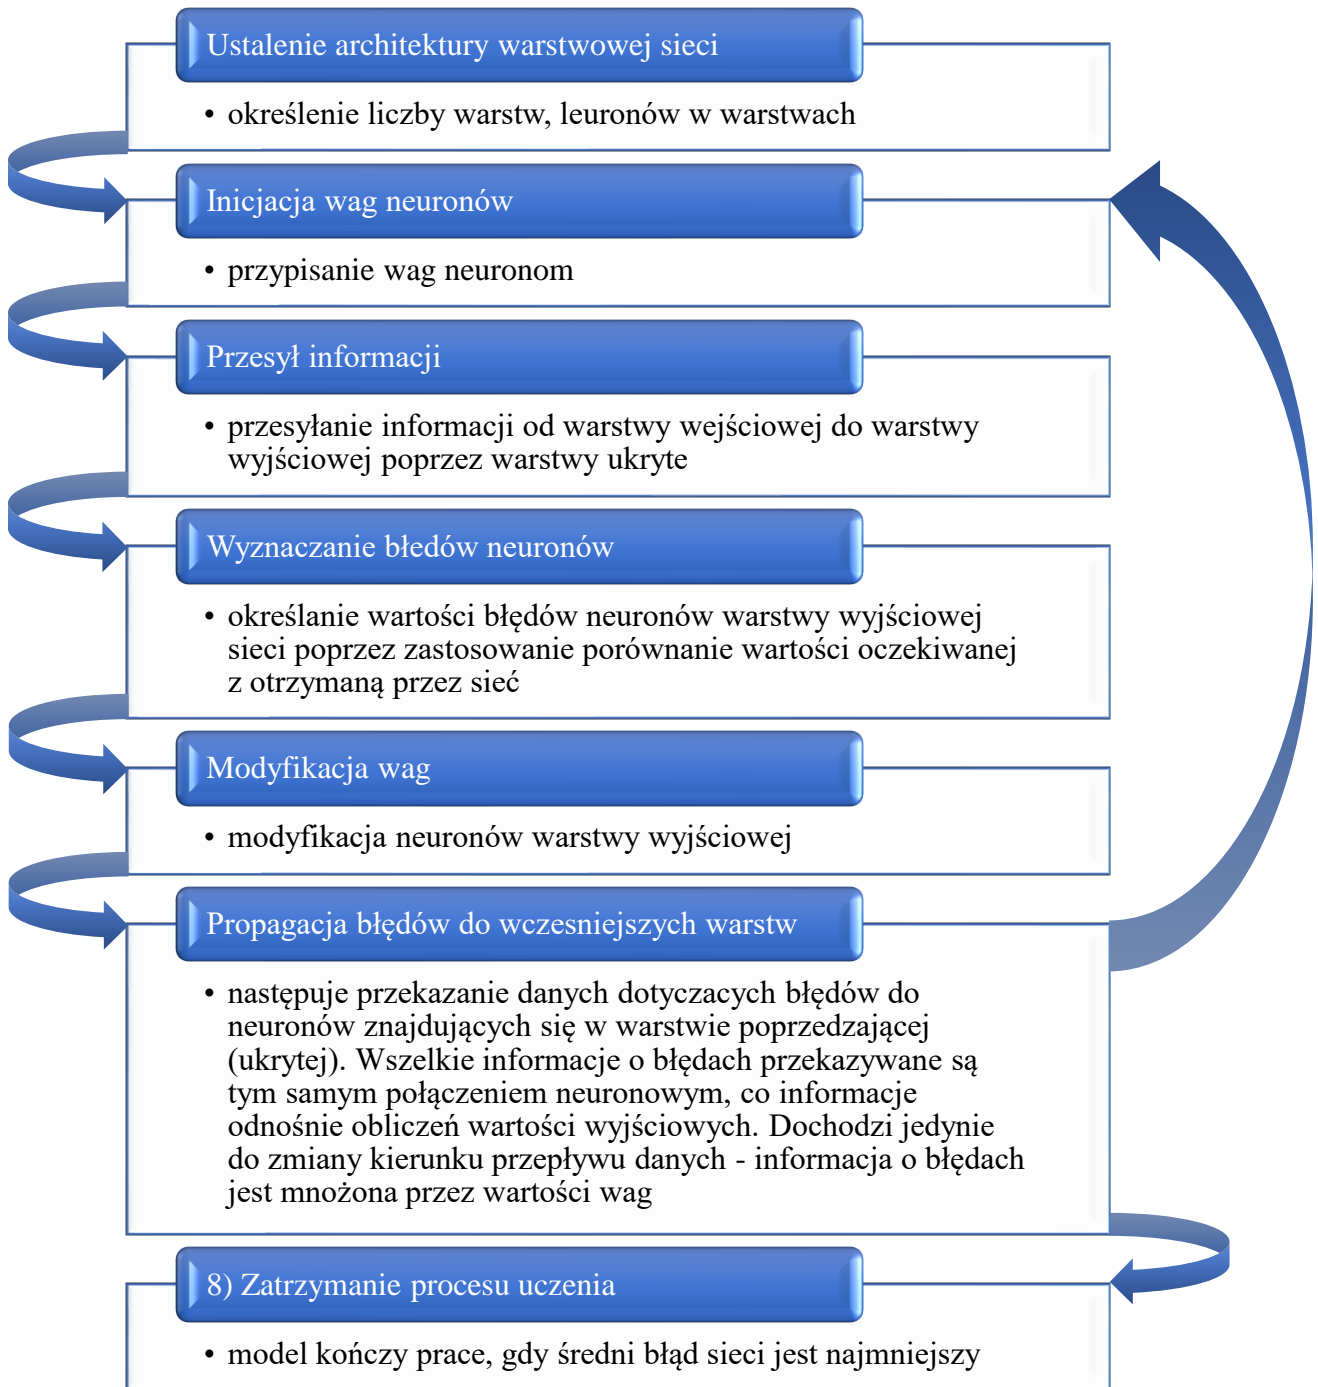 Ustalenie architektury warstwowej sieci
• określenie liczby warstw, leuronów w warstwach
Inicjacja wag neuronów
• przypisanie wag neuronom
Przesył informacji
• przesyłanie informacji od warstwy wejściowej do warstwy
wyjściowej poprzez warstwy ukryte
Wyznaczanie błedów neuronów
• określanie wartości błędów neuronów warstwy wyjściowej
sieci poprzez zastosowanie porównanie wartości oczekiwanej
z otrzymaną przez sieć
Modyfikacja wag
• modyfikacja neuronów warstwy wyjściowej
Propagacja błędów do wczesniejszych warstw
• następuje przekazanie danych dotyczacych błędów do
neuronów znajdujących się w warstwie poprzedzającej
(ukrytej). Wszelkie informacje o błędach przekazywane są
tym samym połączeniem neuronowym, co informacje
odnośnie obliczeń wartości wyjściowych. Dochodzi jedynie
do zmiany kierunku przepływu danych - informacja o błędach
jest mnożona przez wartości wag
8) Zatrzymanie procesu uczenia
• model kończy prace, gdy średni błąd sieci jest najmniejszy